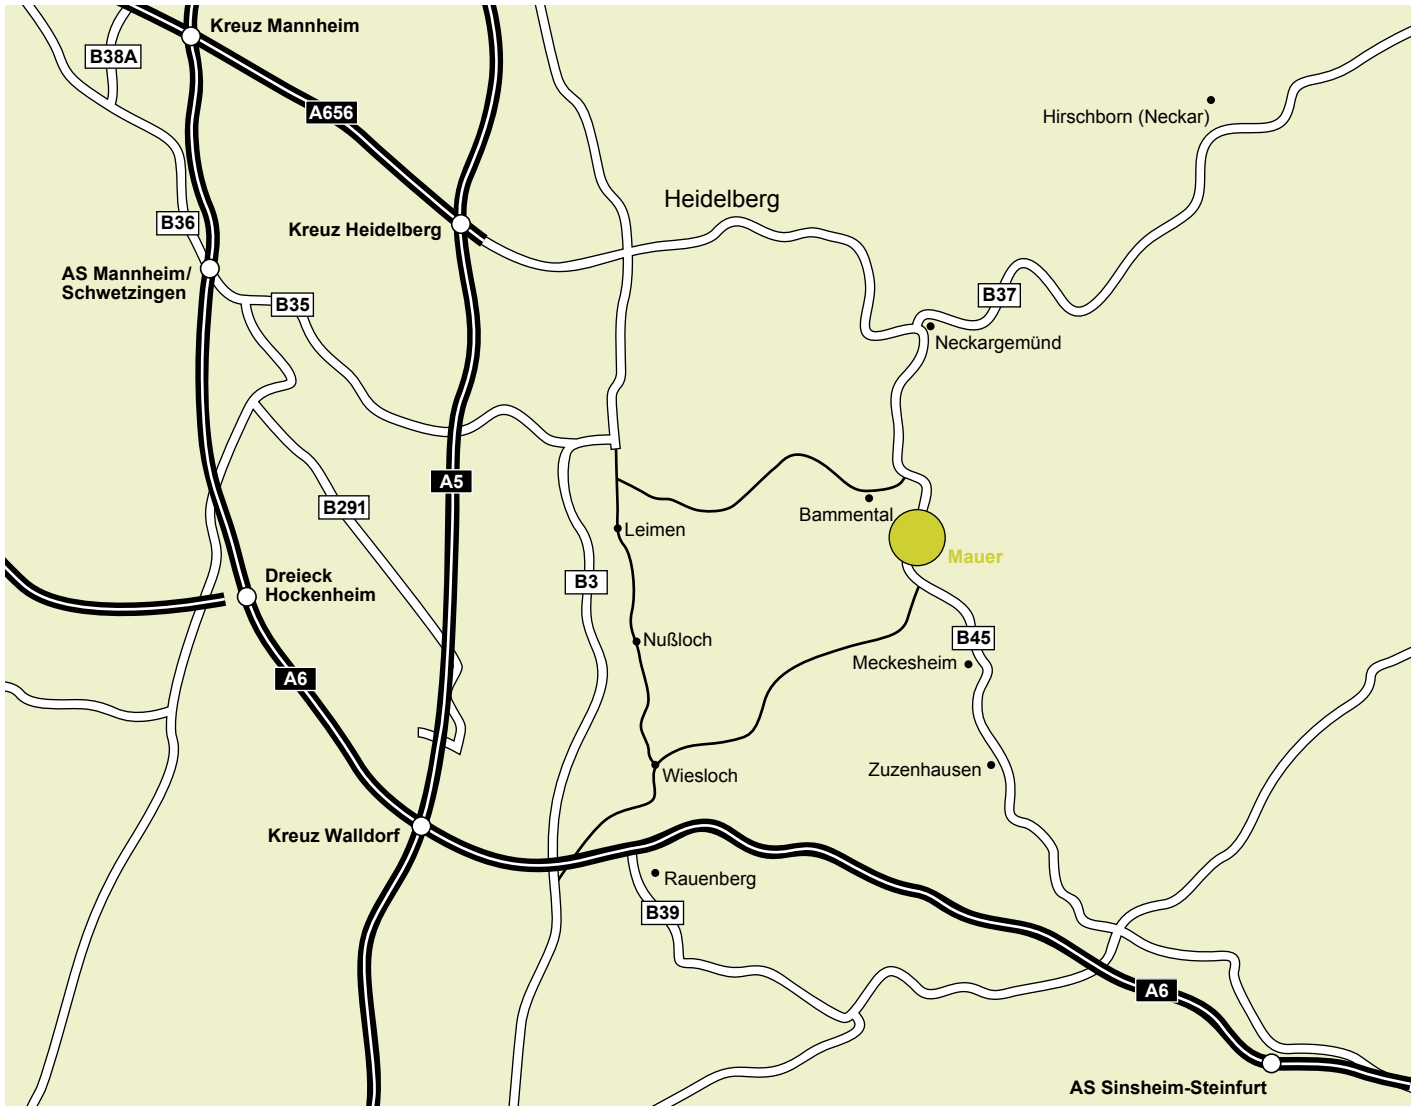 Kreuz Mannheim
B38A
A656
Hirschborn (Neckar)
Heidelberg
B36
Kreuz Heidelberg
AS Mannheim/
Schwetzingen
B35
B37
Neckargemünd
A5
B291
Bammental
Leimen
Mauer
Dreieck
Hockenheim
B3
Nußloch
B45
Meckesheim
A6
Zuzenhausen
Wiesloch
Kreuz Walldorf
Rauenberg
B39
A6
AS Sinsheim-Steinfurt